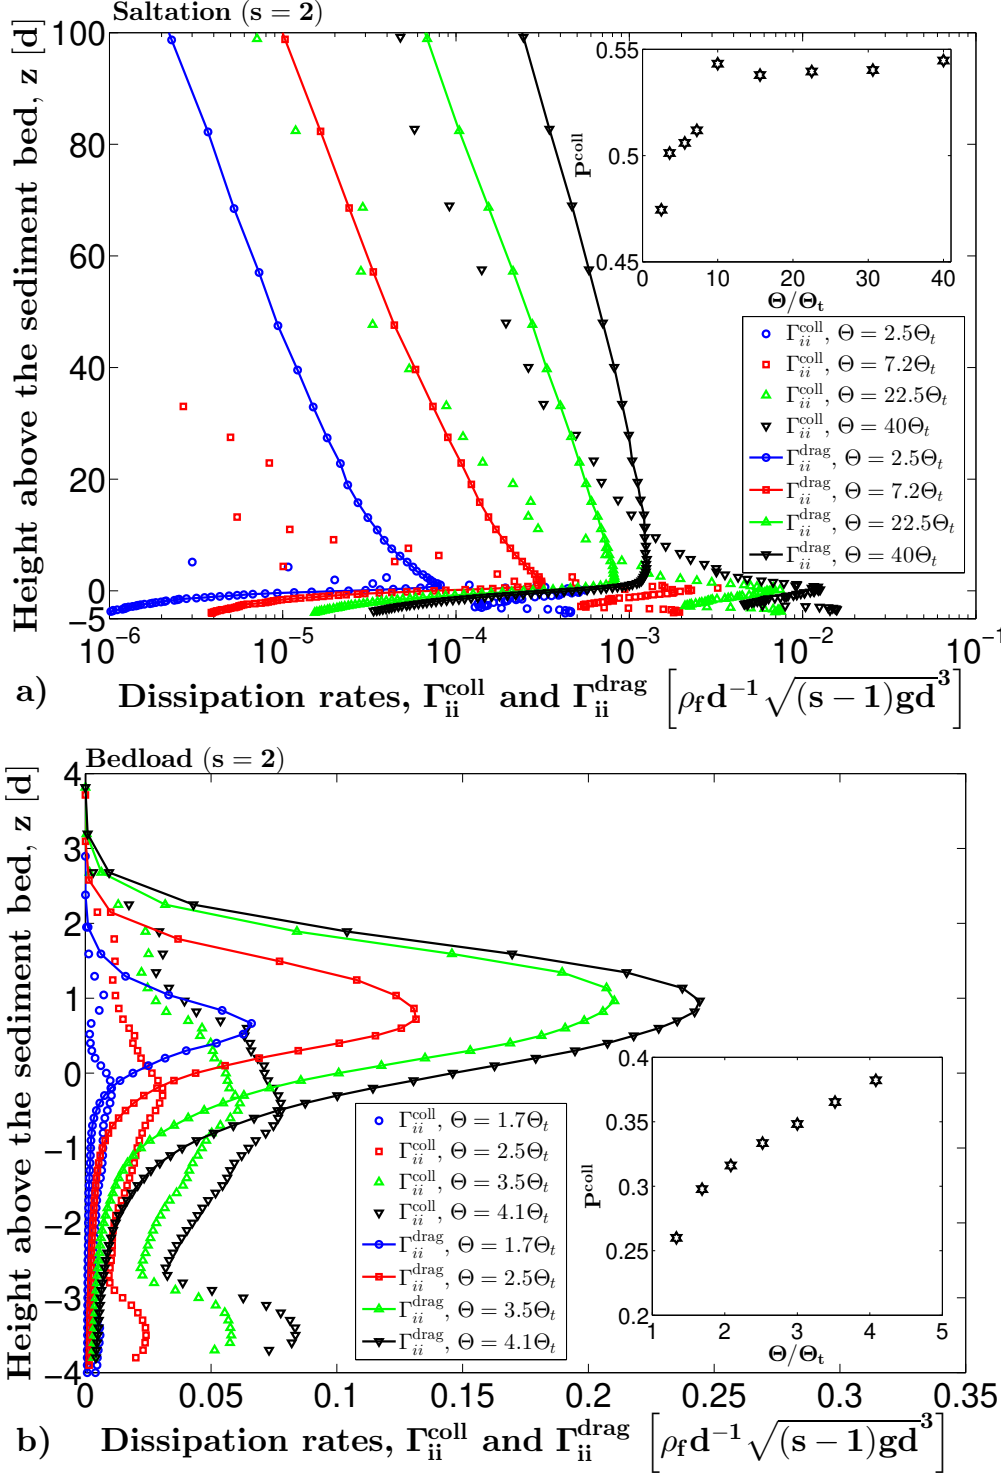 Saltation (s = 2)
Height above the sediment bed, z [d]
100
80
60
40
20
0
−5
10^−6
10^−5
10^−4
10^−3
10^−2
10^−1
0.55
0.5
0.45
P^coll
0
10
20
30
40
Θ/Θ_t
Γ_ii^coll, Θ = 2.5Θ_t
Γ_ii^coll, Θ = 7.2Θ_t
Γ_ii^coll, Θ = 22.5Θ_t
Γ_ii^coll, Θ = 40Θ_t
Γ_ii^drag, Θ = 2.5Θ_t
Γ_ii^drag, Θ = 7.2Θ_t
Γ_ii^drag, Θ = 22.5Θ_t
Γ_ii^drag, Θ = 40Θ_t
a) Dissipation rates, Γ_ii^coll and Γ_ii^drag [ρ_f d^−1 √(s − 1)gd^3]
Bedload (s = 2)
Height above the sediment bed, z [d]
4
3
2
1
0
−1
−2
−3
−4
0
0.05
0.1
0.15
0.2
0.25
0.3
0.35
Γ_ii^coll, Θ = 1.7Θ_t
Γ_ii^coll, Θ = 2.5Θ_t
Γ_ii^coll, Θ = 3.5Θ_t
Γ_ii^coll, Θ = 4.1Θ_t
Γ_ii^drag, Θ = 1.7Θ_t
Γ_ii^drag, Θ = 2.5Θ_t
Γ_ii^drag, Θ = 3.5Θ_t
Γ_ii^drag, Θ = 4.1Θ_t
0.4
0.35
0.3
0.25
0.2
P^coll
1
2
3
4
5
Θ/Θ_t
b) Dissipation rates, Γ_ii^coll and Γ_ii^drag [ρ_f d^−1 √(s − 1)gd^3]